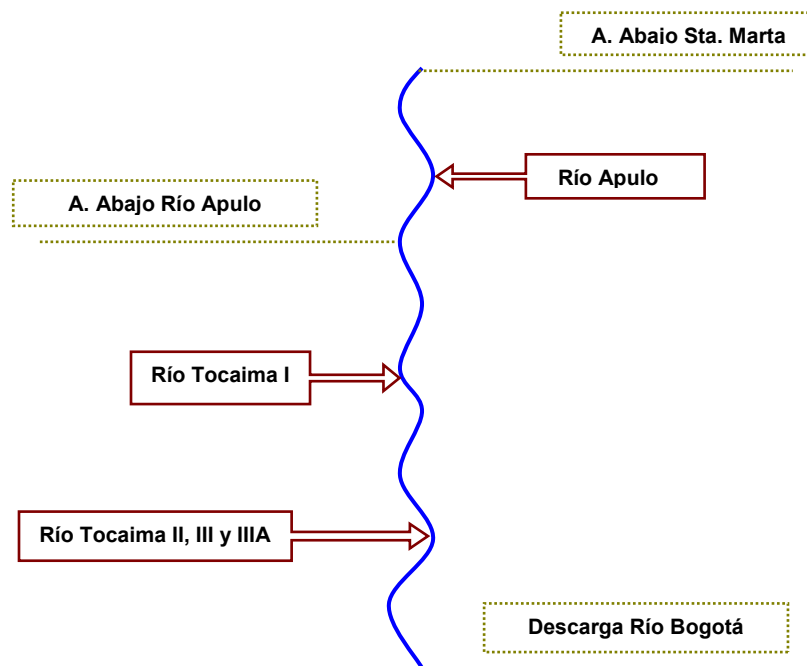 A. Abajo Sta. Marta
Río Apulo
A. Abajo Río Apulo
Río Tocaima I
Río Tocaima II, III y IIIA
Descarga Río Bogotá